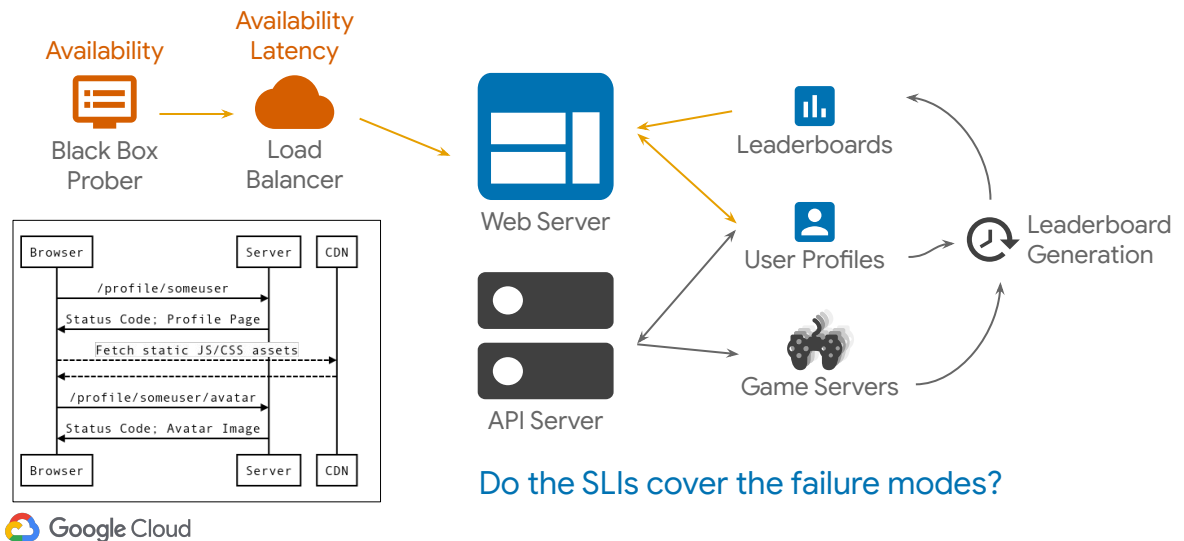 Availability
Availability
Latency
Black Box
Prober
Load
Balancer
Web Server
API Server
Leaderboards
User Profiles
Game Servers
Leaderboard
Generation
Browser
Server
CDN
/profile/someuser
Status Code; Profile Page
Fetch static JS/CSS assets
/profile/someuser/avatar
Status Code; Avatar Image
Browser
Server
CDN
Do the SLIs cover the failure modes?
Google Cloud